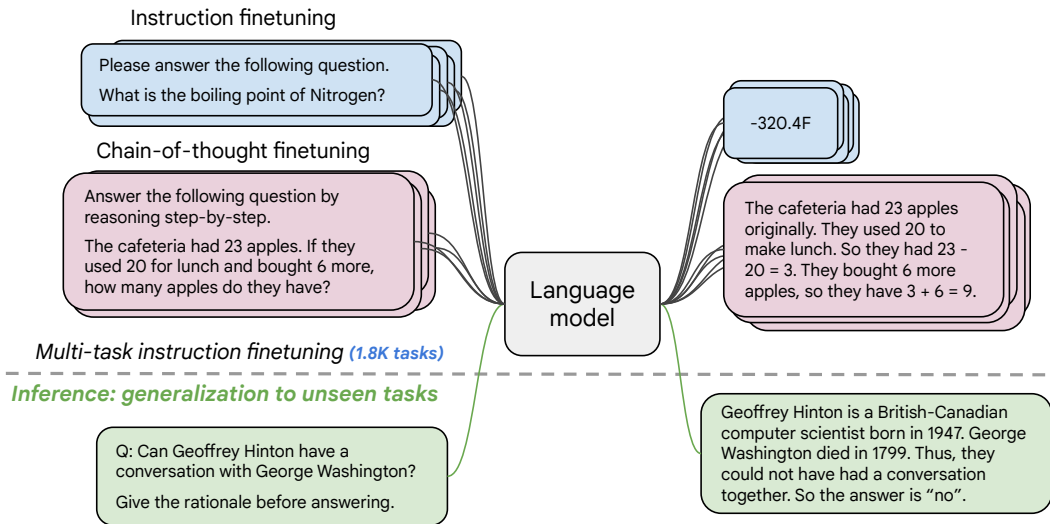 Instruction finetuning
Please answer the following question.
What is the boiling point of Nitrogen?
-320.4F
Chain-of-thought finetuning
Answer the following question by
reasoning step-by-step.
The cafeteria had 23 apples. If they
used 20 for lunch and bought 6 more,
how many apples do they have?
Language
model
The cafeteria had 23 apples
originally. They used 20 to
make lunch. So they had 23 -
20 = 3. They bought 6 more
apples, so they have 3 + 6 = 9.
Multi-task instruction finetuning (1.8K tasks)
Inference: generalization to unseen tasks
Q: Can Geoffrey Hinton have a
conversation with George Washington?
Give the rationale before answering.
Geoffrey Hinton is a British-Canadian
computer scientist born in 1947. George
Washington died in 1799. Thus, they
could not have had a conversation
together. So the answer is “no”.